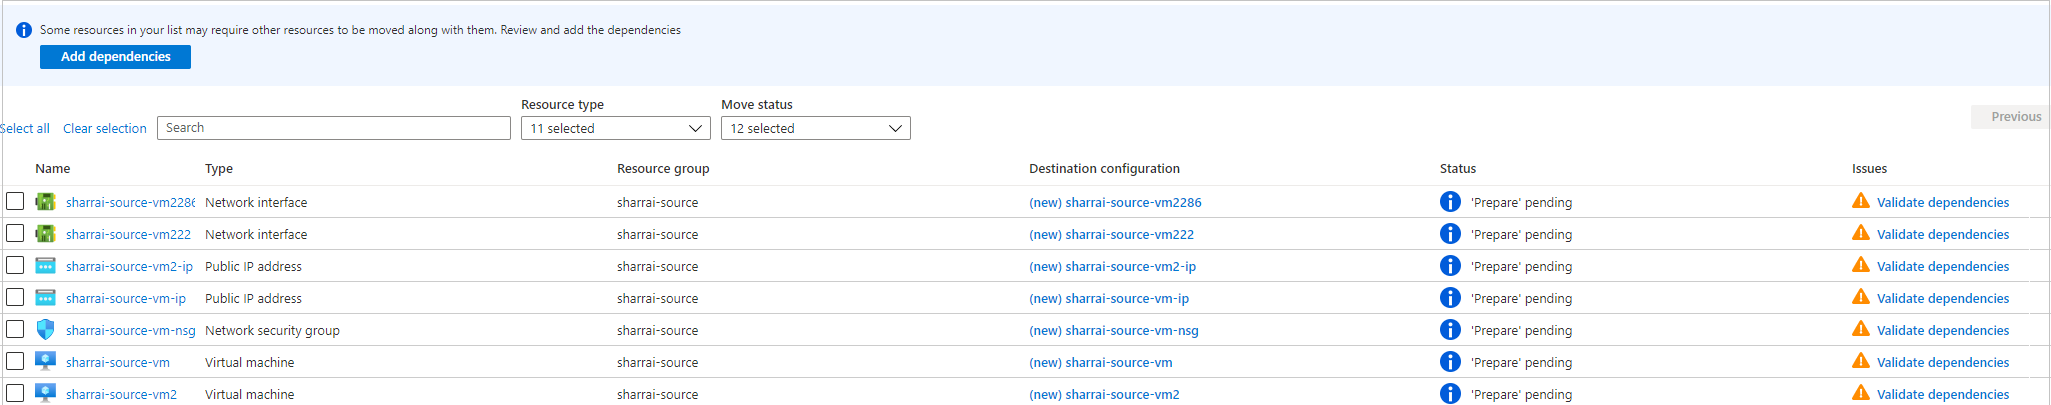 Some resources in your list may require other resources to be moved along with them. Review and add the dependencies
Add dependencies
Resource type
Move status
Select all Clear selection Search 11 selected 12 selected Previous
Name Type Resource group Destination configuration Status Issues
sharrai-source-vm2286 Network interface sharrai-source (new) sharrai-source-vm2286 'Prepare' pending Validate dependencies
sharrai-source-vm222 Network interface sharrai-source (new) sharrai-source-vm222 'Prepare' pending Validate dependencies
sharrai-source-vm2-ip Public IP address sharrai-source (new) sharrai-source-vm2-ip 'Prepare' pending Validate dependencies
sharrai-source-vm-ip Public IP address sharrai-source (new) sharrai-source-vm-ip 'Prepare' pending Validate dependencies
sharrai-source-vm-nsg Network security group sharrai-source (new) sharrai-source-vm-nsg 'Prepare' pending Validate dependencies
sharrai-source-vm Virtual machine sharrai-source (new) sharrai-source-vm 'Prepare' pending Validate dependencies
sharrai-source-vm2 Virtual machine sharrai-source (new) sharrai-source-vm2 'Prepare' pending Validate dependencies